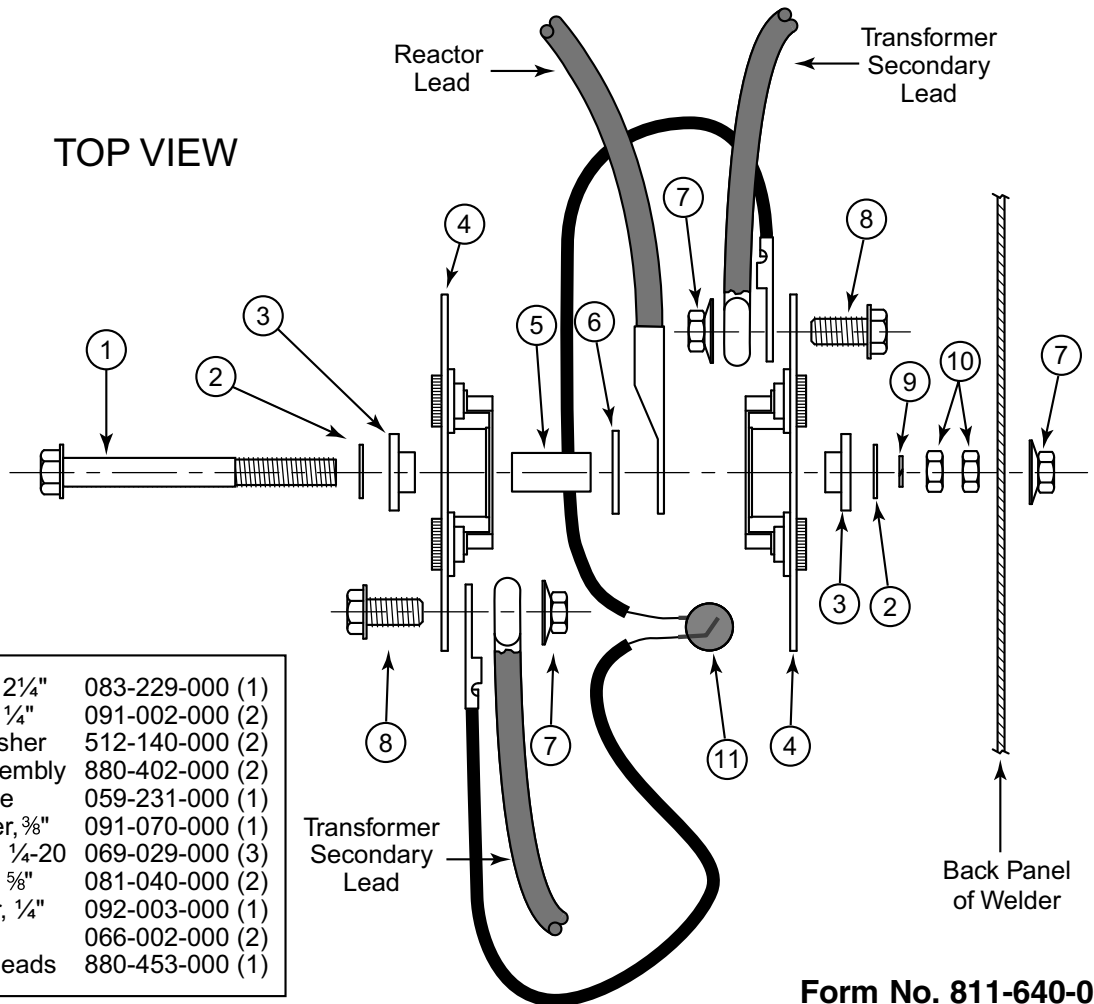 Reactor
Lead
Transformer
Secondary
Lead
TOP VIEW
7
8
4
3
5
6
1
2
9
10
7
3
2
8
7
11
4
2¼" 083-229-000 (1)
¼" 091-002-000 (2)
sher 512-140-000 (2)
embly 880-402-000 (2)
e 059-231-000 (1)
er, ⅜" 091-070-000 (1)
¼-20 069-029-000 (3)
⅝" 081-040-000 (2)
r, ¼" 092-003-000 (1)
066-002-000 (2)
eads 880-453-000 (1)
Transformer
Secondary
Lead
Back Panel
of Welder
Form No. 811-640-0